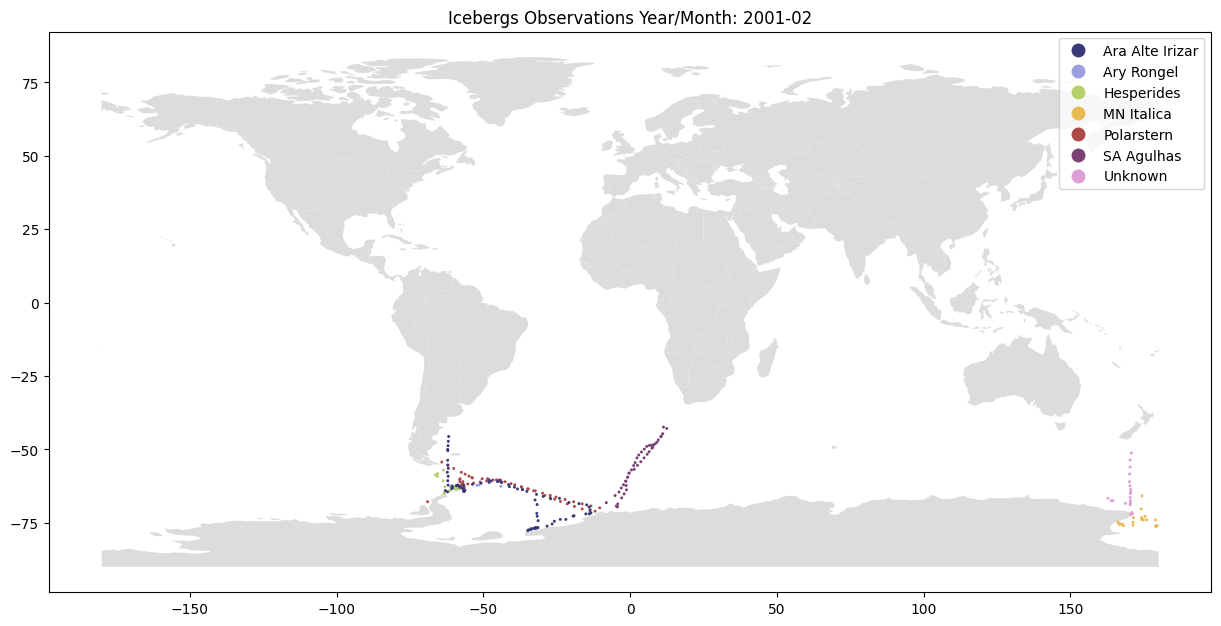 Icebergs Observations Year/Month: 2001-02
Ara Alte Irizar
Ary Rongel
Hesperides
MN Italica
Polarstern
SA Agulhas
Unknown
75
50
25
0
−25
−50
−75
−150
−100
−50
0
50
100
150